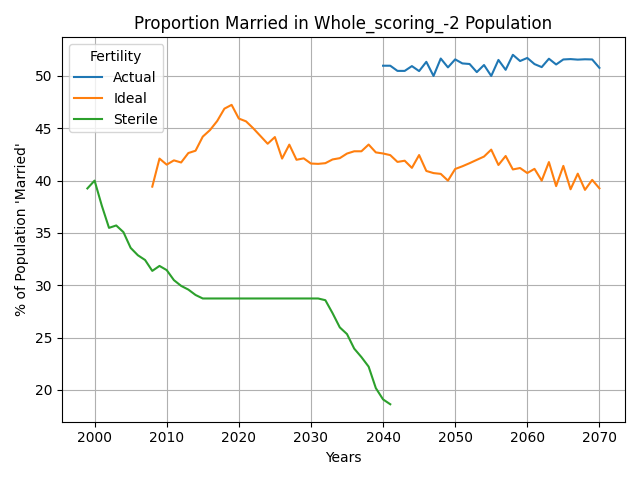 Proportion Married in Whole_scoring_-2 Population
Fertility
Actual
Ideal
Sterile
% of Population 'Married'
50
45
40
35
30
25
20
2000 2010 2020 2030 2040 2050 2060 2070
Years